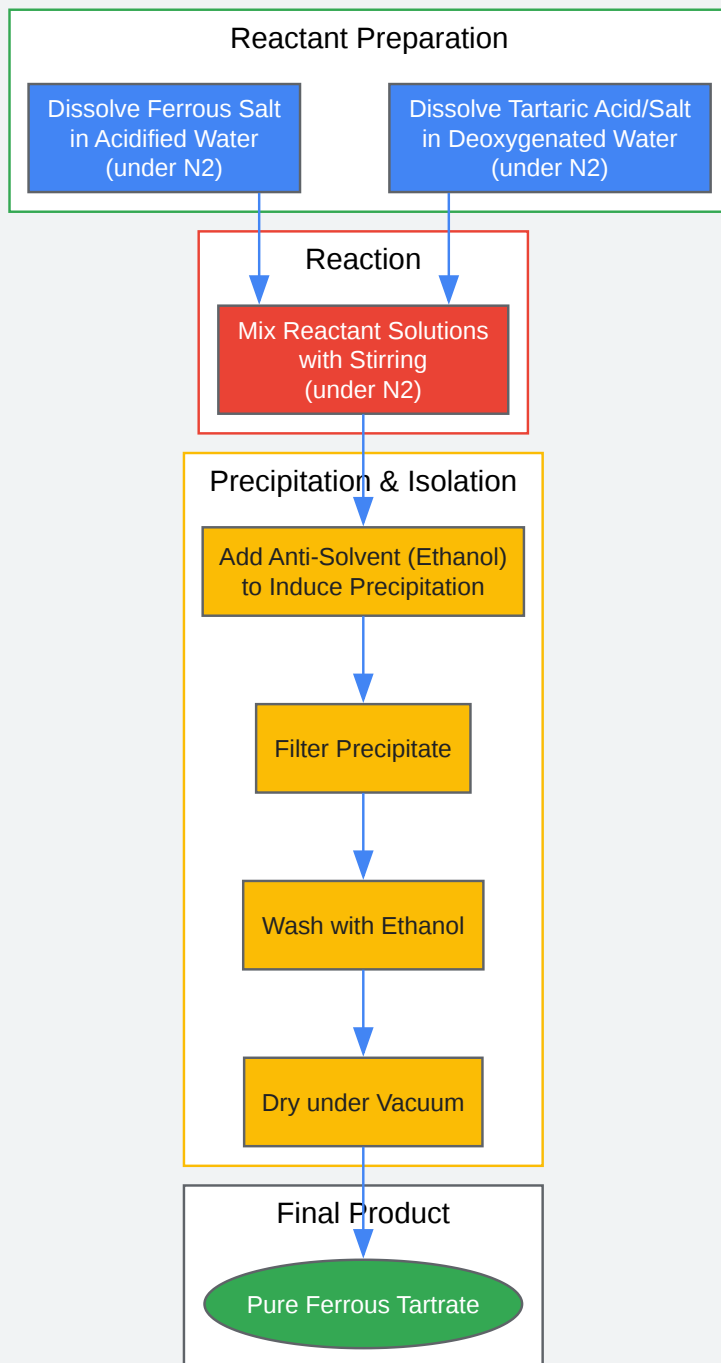 Reactant Preparation
Dissolve Ferrous Salt
in Acidified Water
(under N2)
Dissolve Tartaric Acid/Salt
in Deoxygenated Water
(under N2)
Reaction
Mix Reactant Solutions
with Stirring
(under N2)
Precipitation & Isolation
Add Anti-Solvent (Ethanol)
to Induce Precipitation
Filter Precipitate
Wash with Ethanol
Dry under Vacuum
Final Product
Pure Ferrous Tartrate